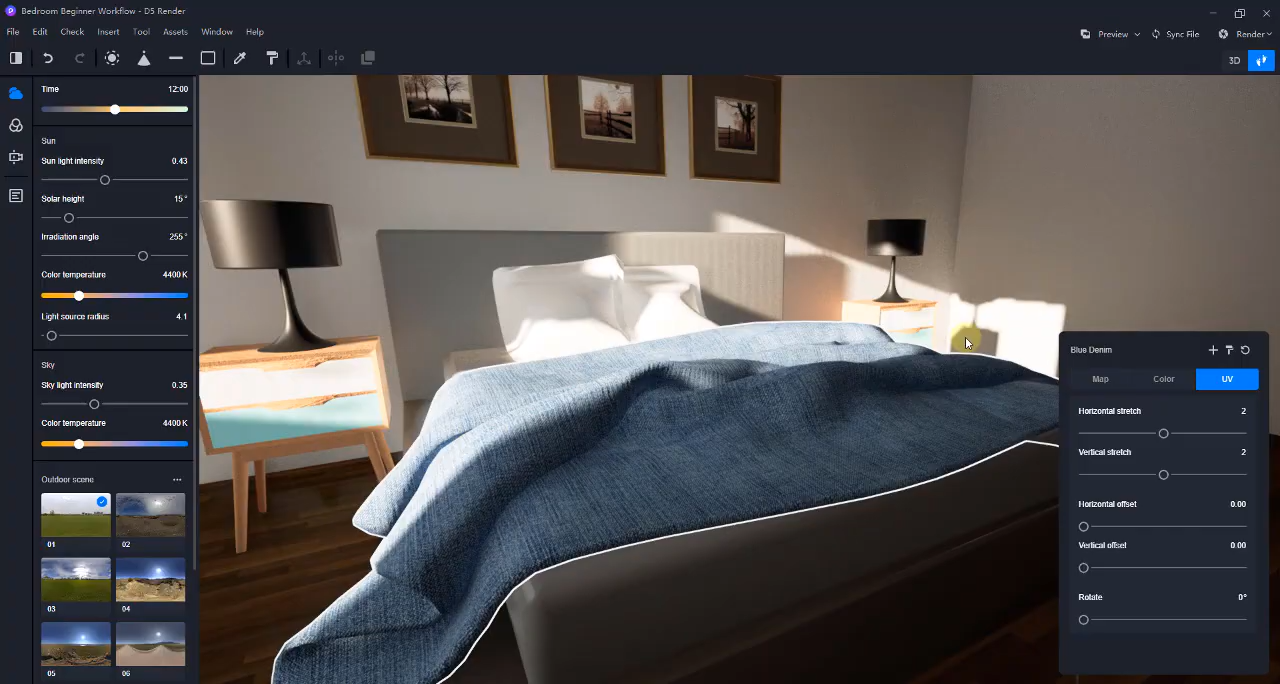 Bedroom Beginner Workflow - D5 Render
File Edit Check Insert Tool Assets Window Help
Preview Sync File Render
3D
Time 12:00
Sun
Sun light intensity 0.43
Solar height 15°
Irradiation angle 255°
Color temperature 4400 K
Light source radius 4.1
Sky
Sky light intensity 0.35
Color temperature 4400 K
Outdoor scene ...
01 02
03 04
05 06
Blue Denim
Map Color UV
Horizontal stretch 2
Vertical stretch 2
Horizontal offset 0.00
Vertical offset 0.00
Rotate 0°